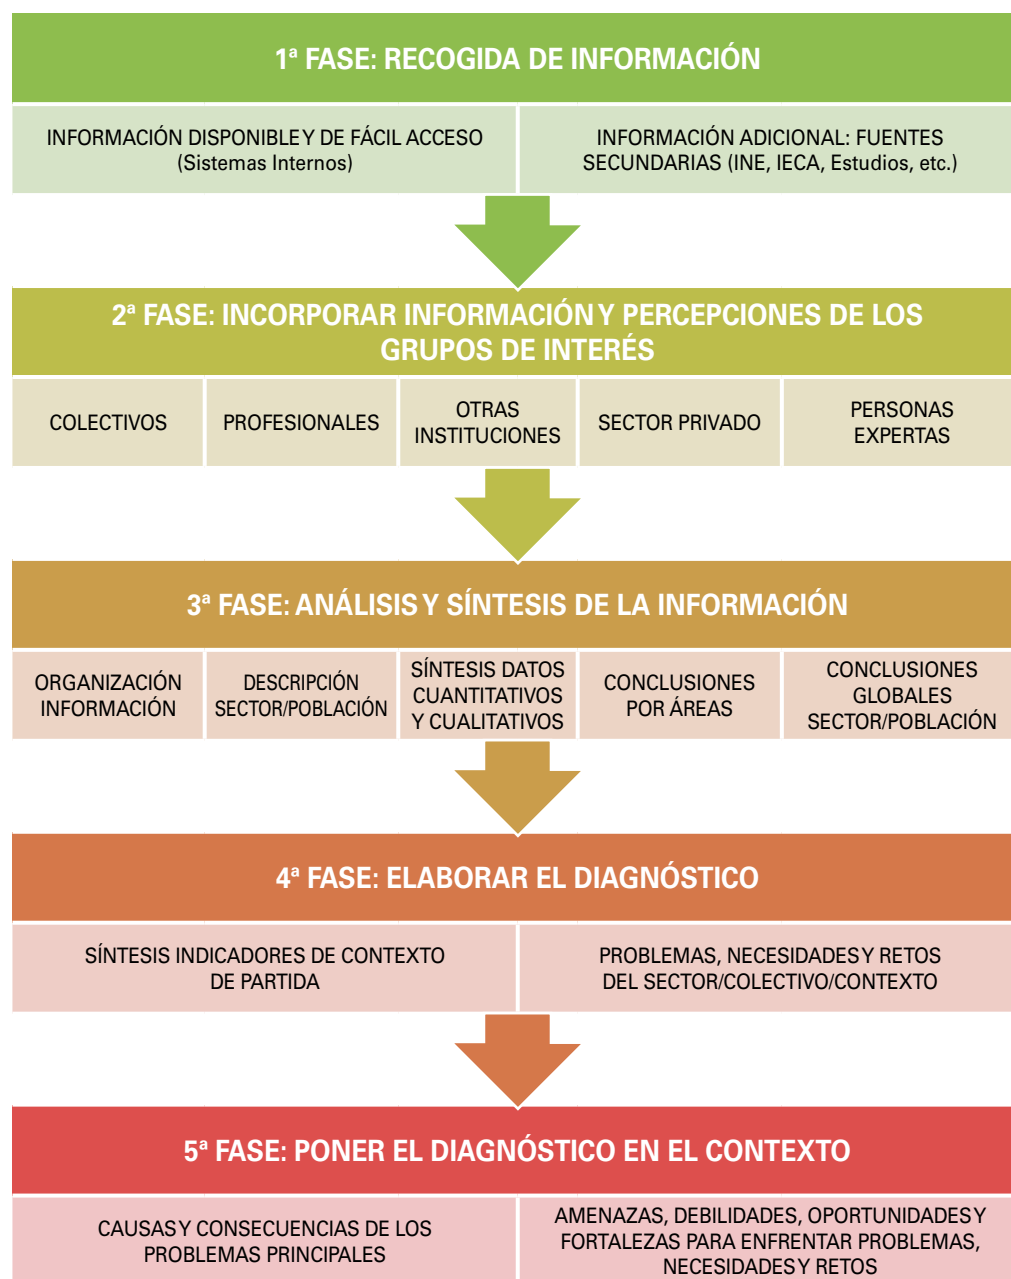 1ª FASE: RECOGIDA DE INFORMACIÓN
INFORMACIÓN DISPONIBLE Y DE FÁCIL ACCESO
(Sistemas Internos)
INFORMACIÓN ADICIONAL: FUENTES
SECUNDARIAS (INE, IECA, Estudios, etc.)
2ª FASE: INCORPORAR INFORMACIÓN Y PERCEPCIONES DE LOS
GRUPOS DE INTERÉS
COLECTIVOS
PROFESIONALES
OTRAS
INSTITUCIONES
SECTOR PRIVADO
PERSONAS
EXPERTAS
3ª FASE: ANÁLISIS Y SÍNTESIS DE LA INFORMACIÓN
ORGANIZACIÓN
INFORMACIÓN
DESCRIPCIÓN
SECTOR/POBLACIÓN
SÍNTESIS DATOS
CUANTITATIVOS
Y CUALITATIVOS
CONCLUSIONES
POR ÁREAS
CONCLUSIONES
GLOBALES
SECTOR/POBLACIÓN
4ª FASE: ELABORAR EL DIAGNÓSTICO
SÍNTESIS INDICADORES DE CONTEXTO
DE PARTIDA
PROBLEMAS, NECESIDADES Y RETOS
DEL SECTOR/COLECTIVO/CONTEXTO
5ª FASE: PONER EL DIAGNÓSTICO EN EL CONTEXTO
CAUSAS Y CONSECUENCIAS DE LOS
PROBLEMAS PRINCIPALES
AMENAZAS, DEBILIDADES, OPORTUNIDADES Y
FORTALEZAS PARA ENFRENTAR PROBLEMAS,
NECESIDADES Y RETOS